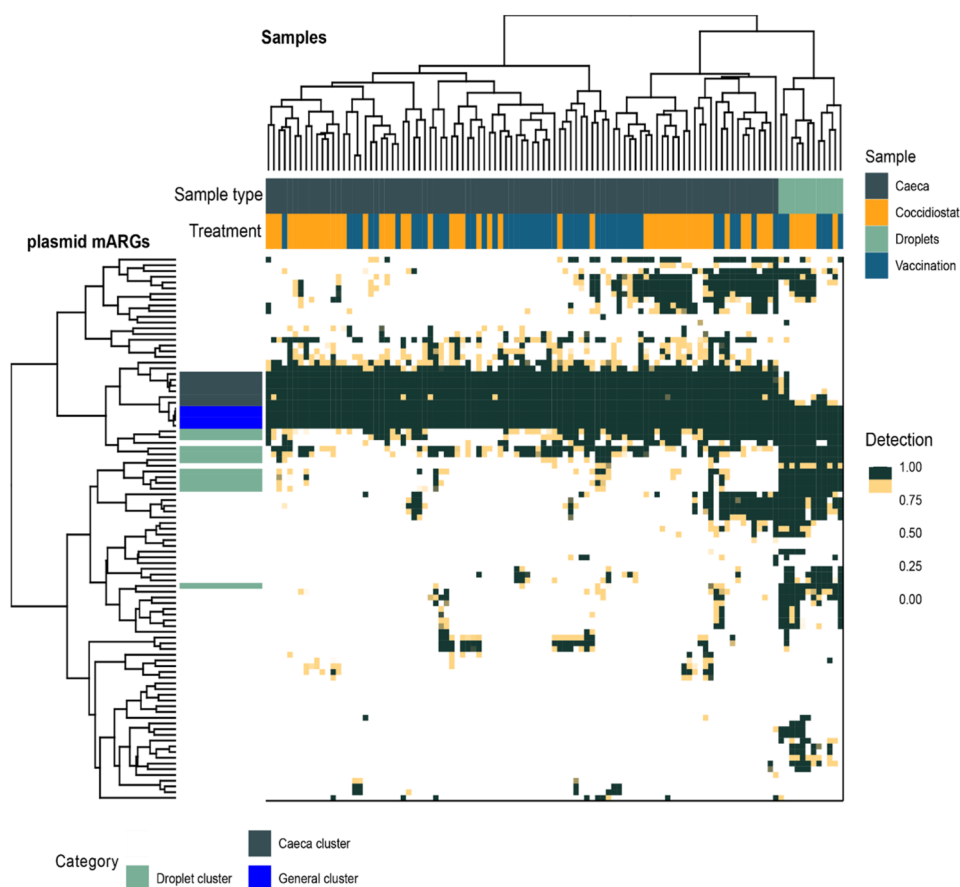 Samples
Sample type
Treatment
plasmid mARGs
Sample
Caeca
Coccidiostat
Droplets
Vaccination
Detection
1.00
0.75
0.50
0.25
0.00
Category
Droplet cluster
Caeca cluster
General cluster